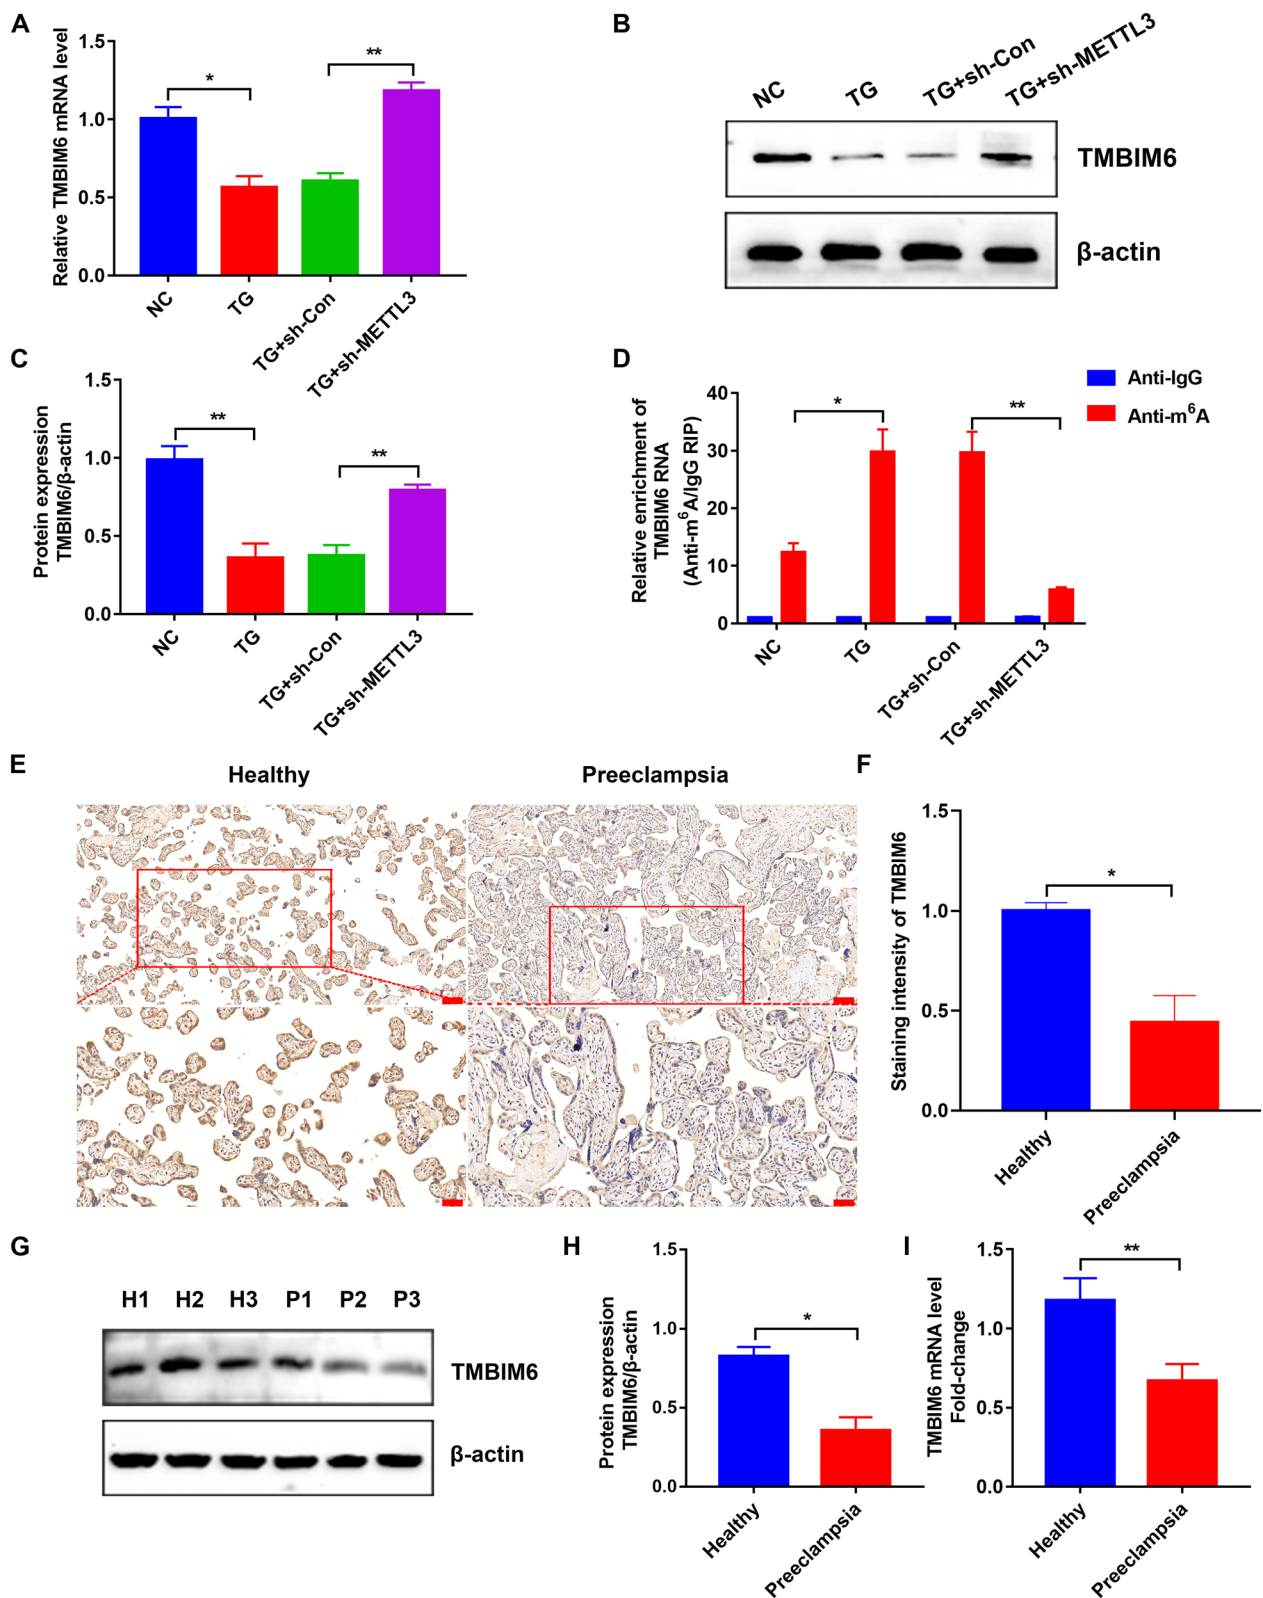 A
Relative TMBIM6 mRNA level
1.5
1.0
0.5
0.0
*
**
NC
TG
TG+sh-Con
TG+sh-METTL3
B
NC
TG
TG+sh-Con
TG+sh-METTL3
TMBIM6
β-actin
C
Protein expression
TMBIM6/β-actin
1.5
1.0
0.5
0.0
**
**
NC
TG
TG+sh-Con
TG+sh-METTL3
D
Relative enrichment of
TMBIM6 RNA
(Anti-m⁶A/IgG RIP)
40
30
20
10
0
*
**
NC
TG
TG+sh-Con
TG+sh-METTL3
Anti-IgG
Anti-m⁶A
E
Healthy
Preeclampsia
F
Staining intensity of TMBIM6
1.5
1.0
0.5
0.0
*
Healthy
Preeclampsia
G
H1 H2 H3 P1 P2 P3
TMBIM6
β-actin
H
Protein expression
TMBIM6/β-actin
1.5
1.0
0.5
0.0
*
Healthy
Preeclampsia
I
TMBIM6 mRNA level
Fold-change
1.5
1.0
0.5
0.0
**
Healthy
Preeclampsia